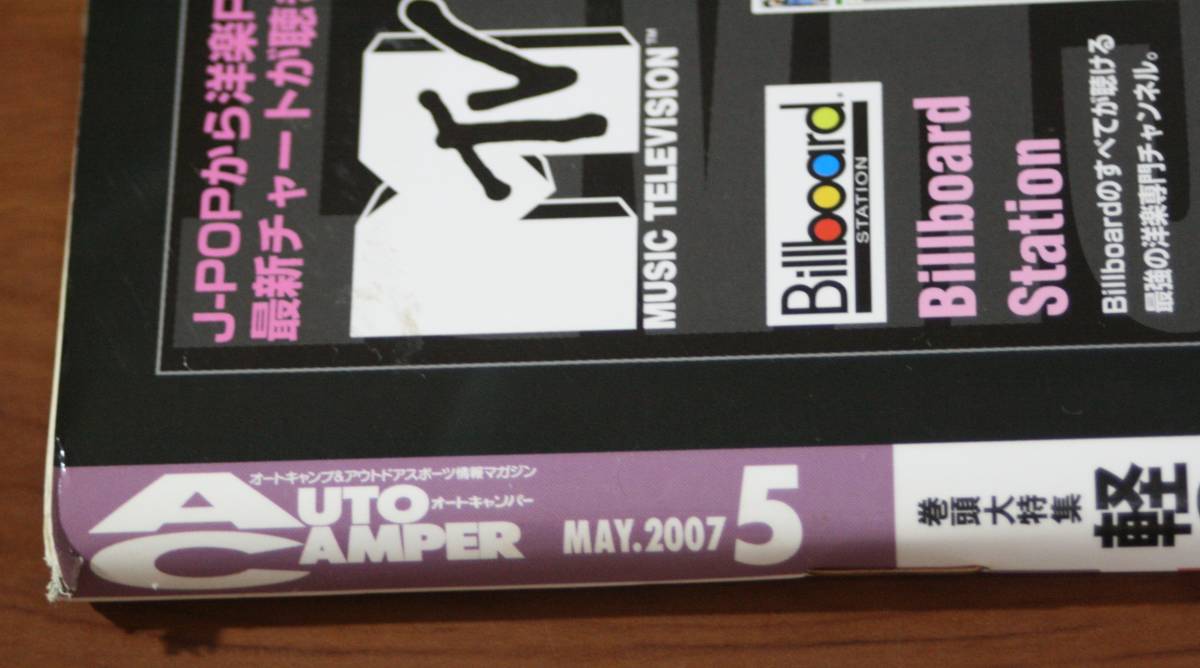 J-POPから洋楽P
最新チャートが聴
MTV
MUSIC TELEVISION™
Billboard
STATION
Billboard
Station
Billboardのすべてが聴ける
最強の洋楽専門チャンネル。
オートキャンプ&アウトドアスポーツ情報マガジン
AUTO オートキャンパー
CAMPER
MAY.2007 5
巻頭大特集
軽